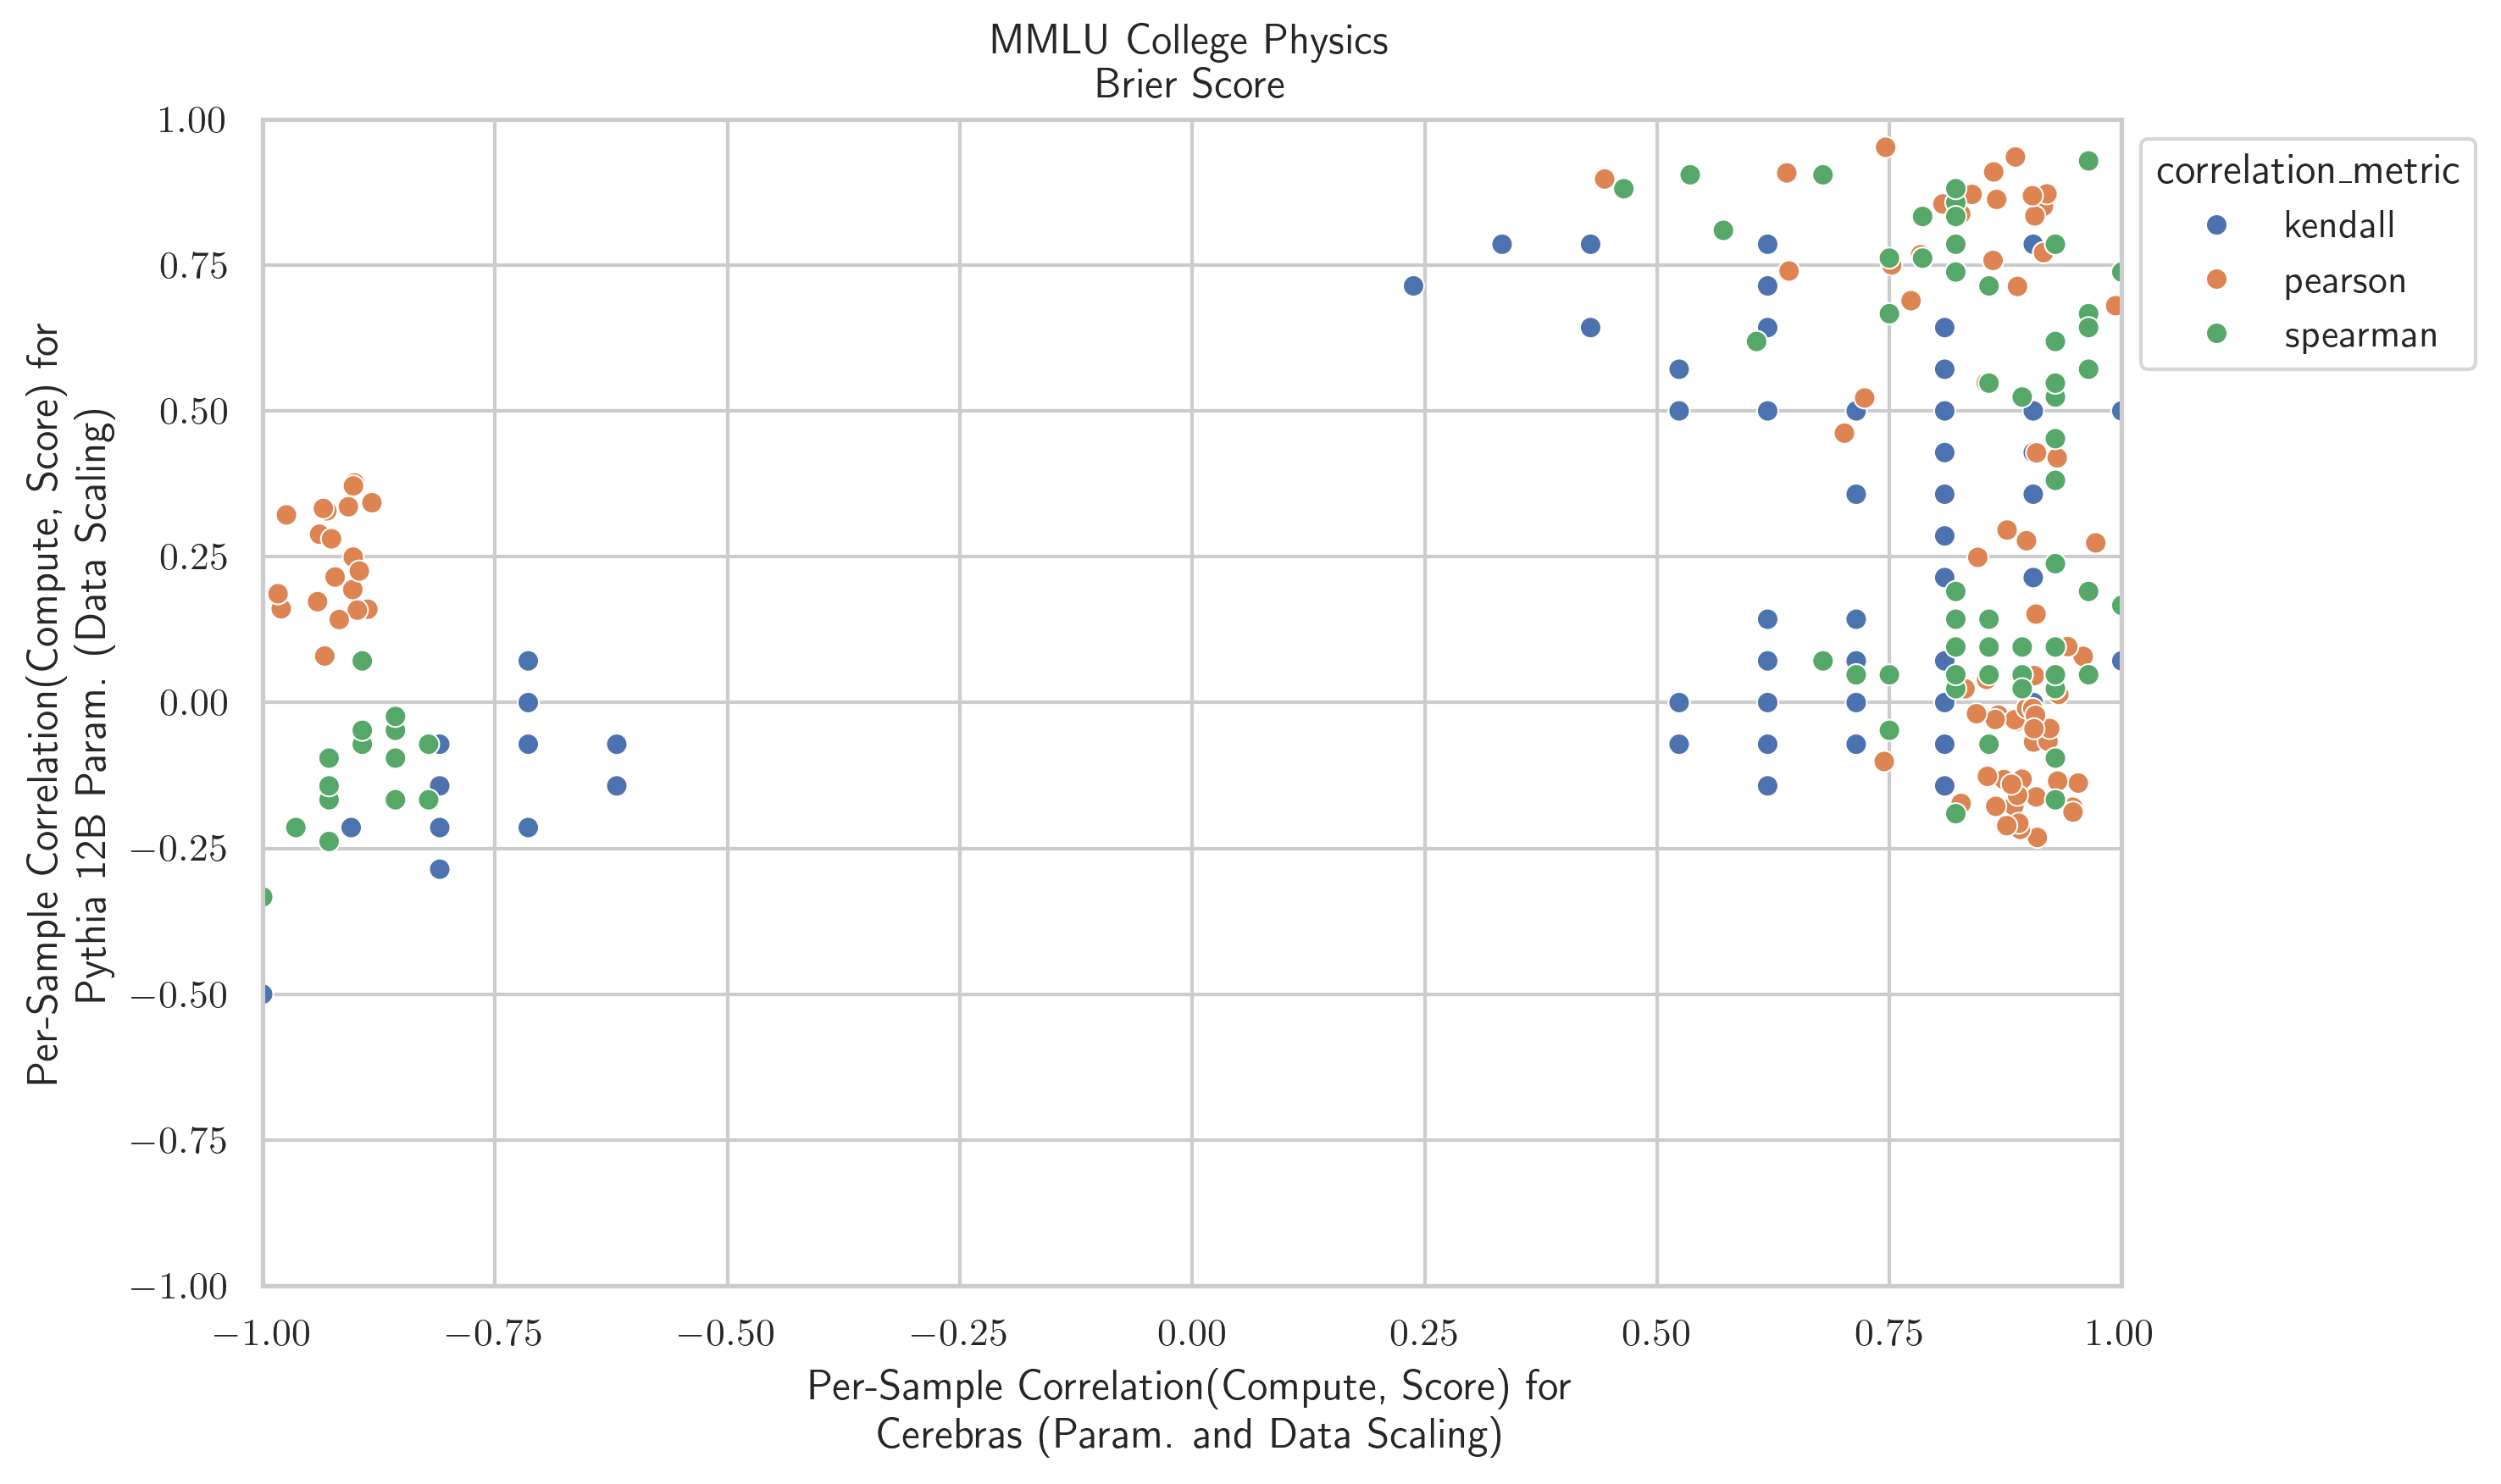 MMLU College Physics
Brier Score
1.00
0.75
0.50
0.25
0.00
−0.25
−0.50
−0.75
−1.00
Per-Sample Correlation(Compute, Score) for
Pythia 12B Param. (Data Scaling)
−1.00 −0.75 −0.50 −0.25 0.00 0.25 0.50 0.75 1.00
Per-Sample Correlation(Compute, Score) for
Cerebras (Param. and Data Scaling)
correlation_metric
kendall
pearson
spearman